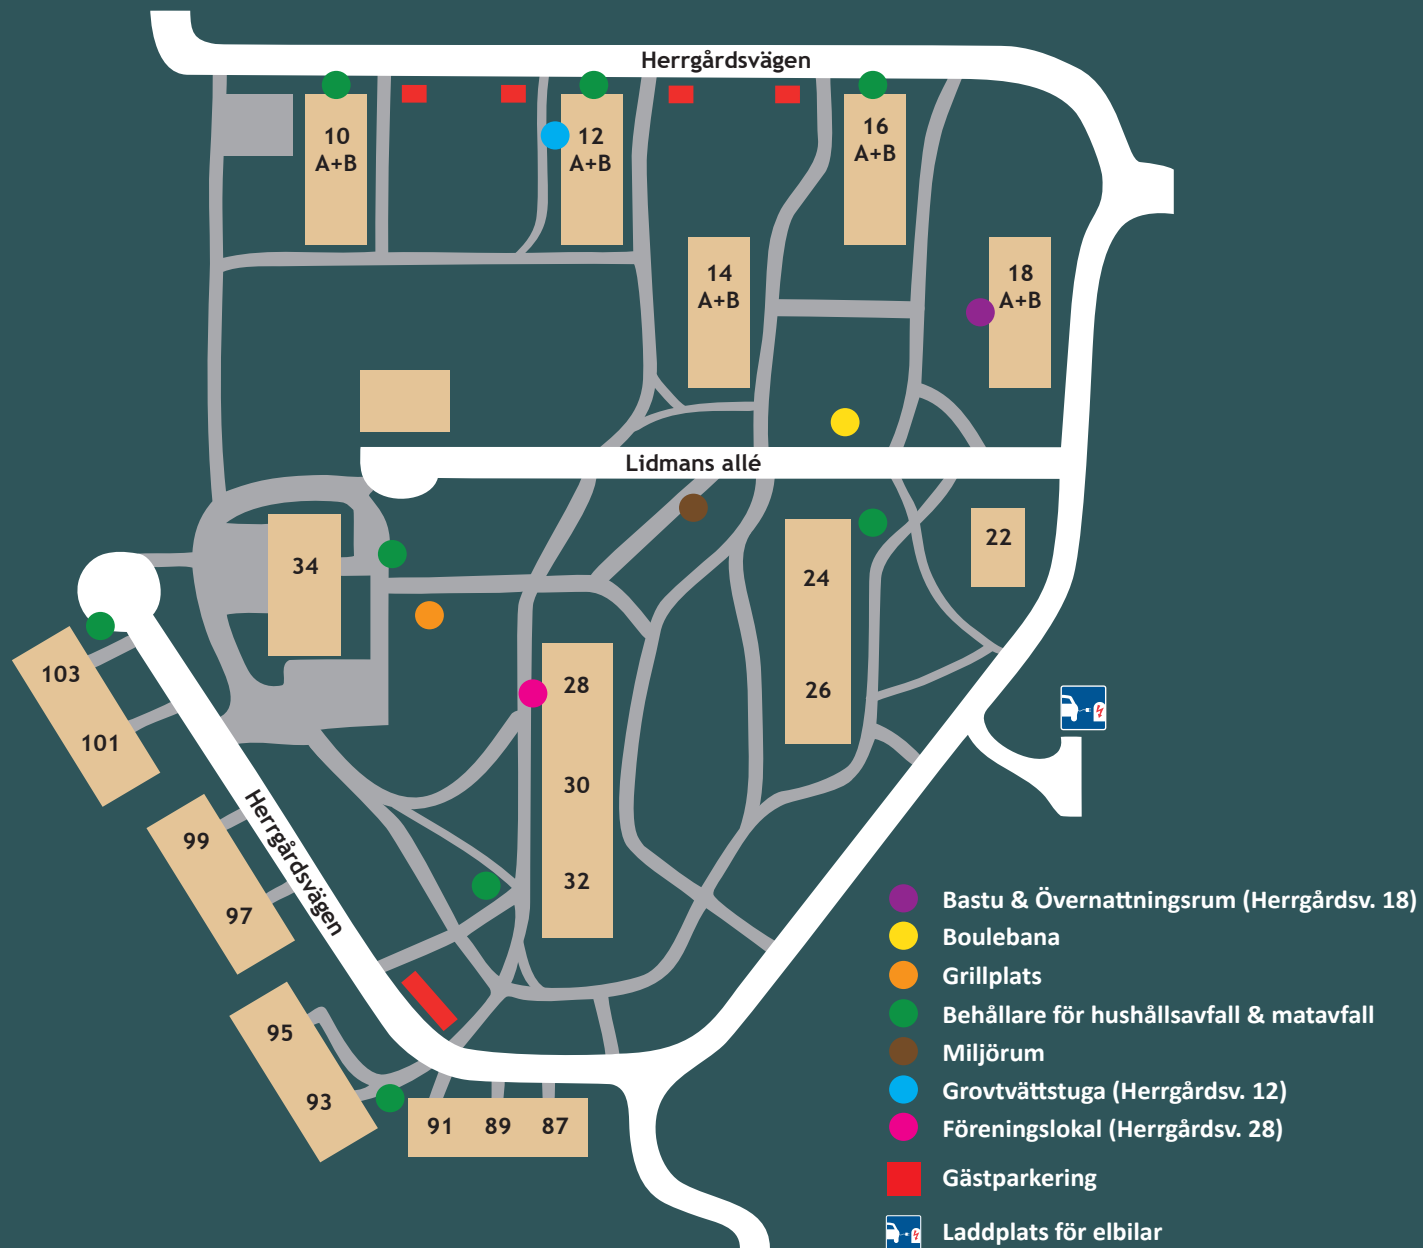 Herrgårdsvägen
10
A+B
12
A+B
16
A+B
14
A+B
18
A+B
Lidmans allé
34
22
24
26
28
30
32
103
101
99
97
Herrgårdsvägen
95
93
91 89 87
Bastu & Övernattningsrum (Herrgårdsv. 18)
Boulebana
Grillplats
Behållare för hushållsavfall & matavfall
Miljörum
Grovtvättstuga (Herrgårdsv. 12)
Föreningslokal (Herrgårdsv. 28)
Gästparkering
Laddplats för elbilar